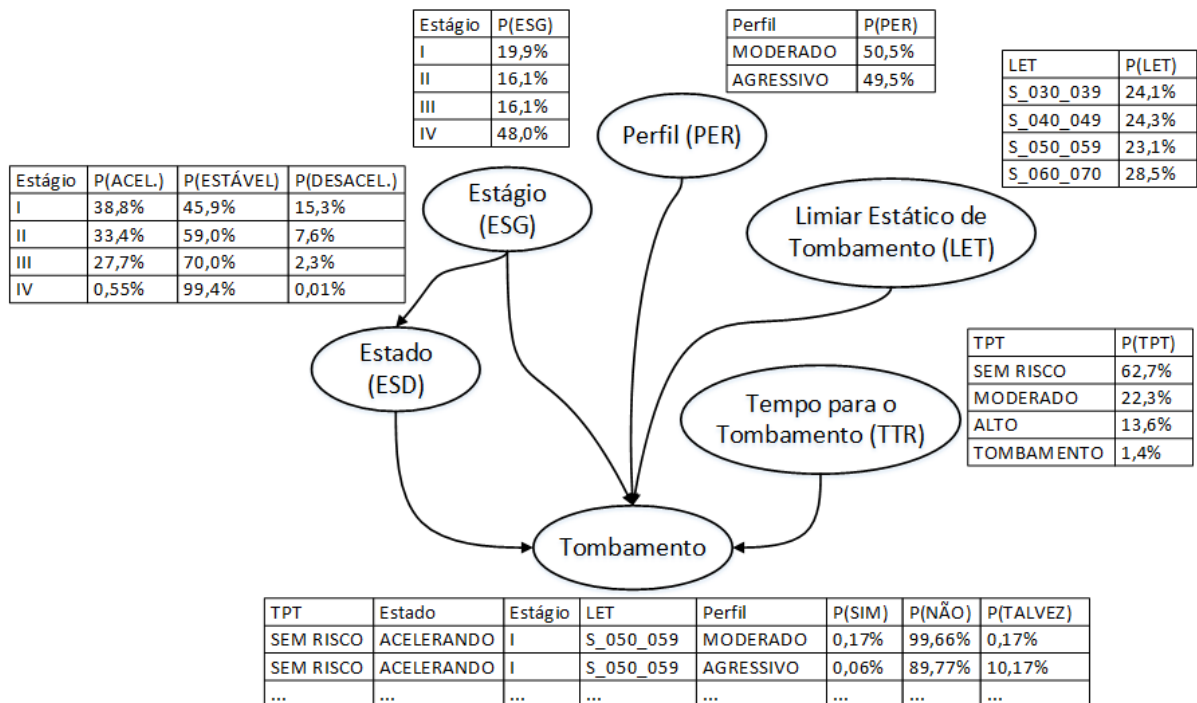 Estágio P(ESG)
I 19,9%
II 16,1%
III 16,1%
IV 48,0%
Perfil P(PER)
MODERADO 50,5%
AGRESSIVO 49,5%
LET P(LET)
S_030_039 24,1%
S_040_049 24,3%
S_050_059 23,1%
S_060_070 28,5%
Perfil (PER)
Estágio P(ACEL.) P(ESTÁVEL) P(DESACEL.)
I 38,8% 45,9% 15,3%
II 33,4% 59,0% 7,6%
III 27,7% 70,0% 2,3%
IV 0,55% 99,4% 0,01%
Estágio
(ESG)
Limiar Estático de
Tombamento (LET)
Estado
(ESD)
Tempo para o
Tombamento (TTR)
TPT P(TPT)
SEM RISCO 62,7%
MODERADO 22,3%
ALTO 13,6%
TOMBAMENTO 1,4%
Tombamento
TPT Estado Estágio LET Perfil P(SIM) P(NÃO) P(TALVEZ)
SEM RISCO ACELERANDO I S_050_059 MODERADO 0,17% 99,66% 0,17%
SEM RISCO ACELERANDO I S_050_059 AGRESSIVO 0,06% 89,77% 10,17%
... ... ... ... ... ... ... ...